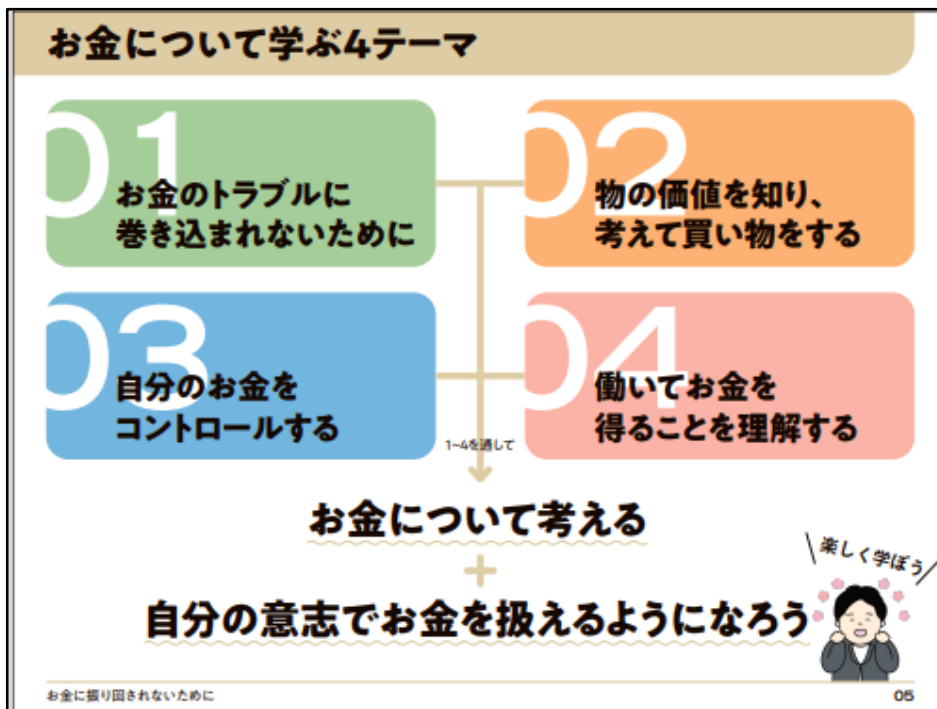 お金について学ぶ4テーマ
01
お金のトラブルに
巻き込まれないために
02
物の価値を知り、
考えて買い物をする
03
自分のお金を
コントロールする
04
働いてお金を
得ることを理解する
1~4を通して
お金について考える
+
自分の意志でお金を扱えるようになろう
楽しく学ぼう
お金に振り回されないために
05